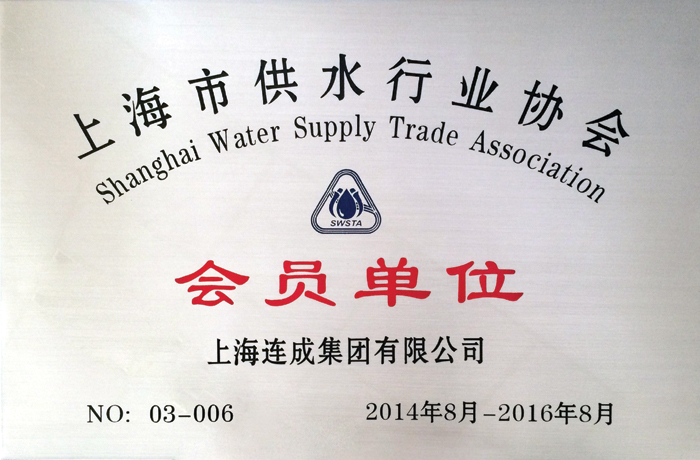 上海市供水行业协会
Shanghai Water Supply Trade Association
SWSTA
会员单位
上海连成集团有限公司
NO: 03-006 2014年8月-2016年8月